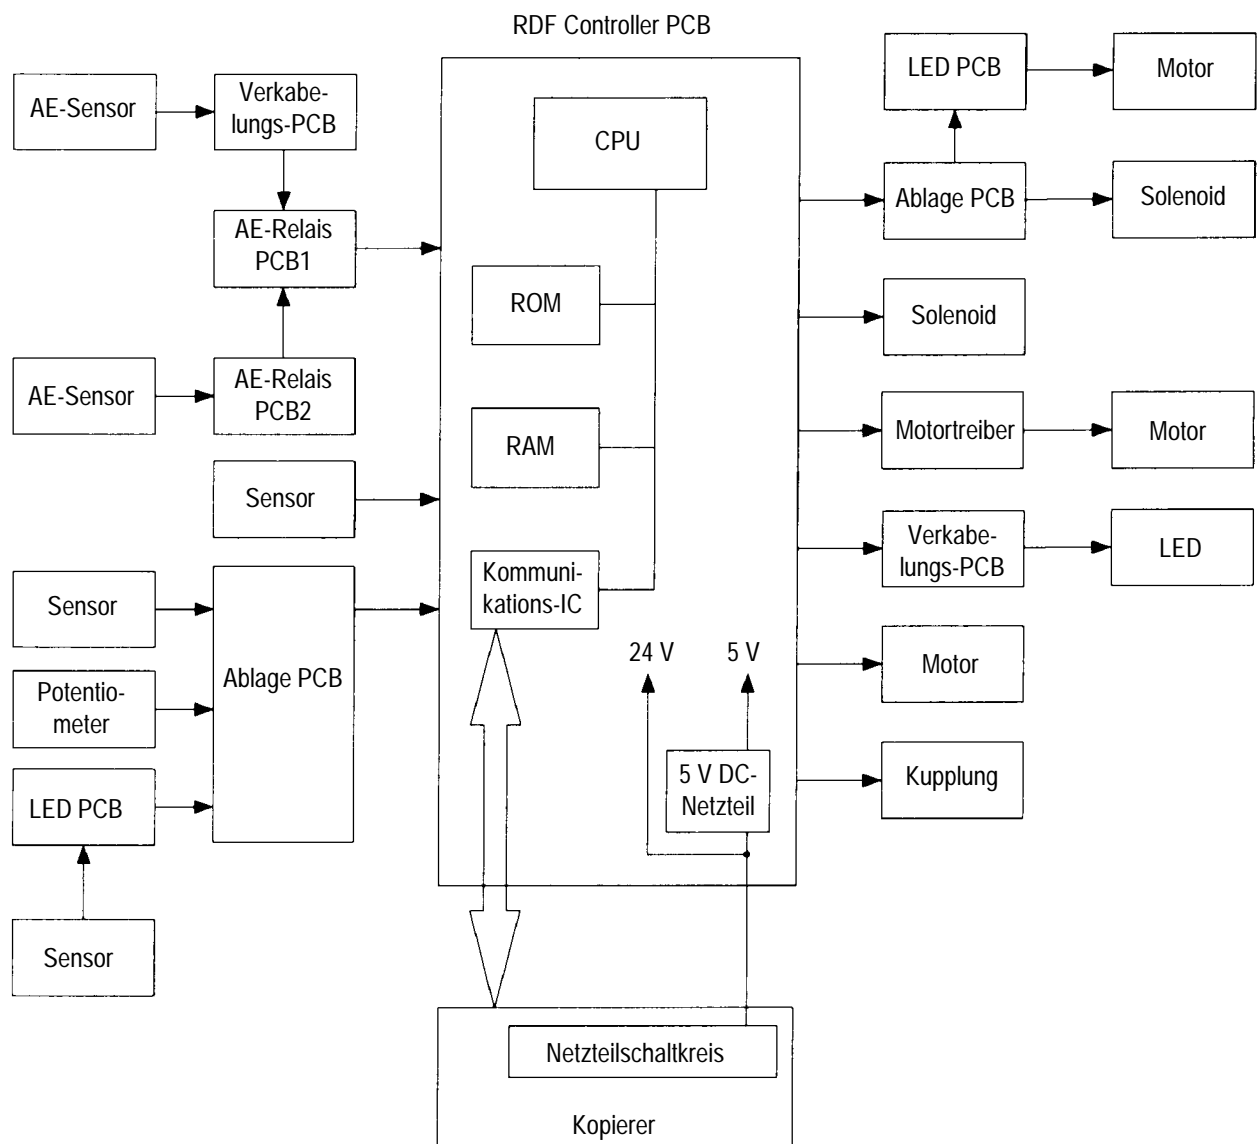 RDF Controller PCB
AE-Sensor
Verkabe-
lungs-PCB
AE-Relais
PCB1
AE-Sensor
AE-Relais
PCB2
Sensor
Sensor
Potentio-
meter
LED PCB
Sensor
Ablage PCB
CPU
ROM
RAM
Kommuni-
kations-IC
24 V
5 V
5 V DC-
Netzteil
Netzteilschaltkreis
Kopierer
LED PCB
Motor
Ablage PCB
Solenoid
Solenoid
Motortreiber
Motor
Verkabe-
lungs-PCB
LED
Motor
Kupplung